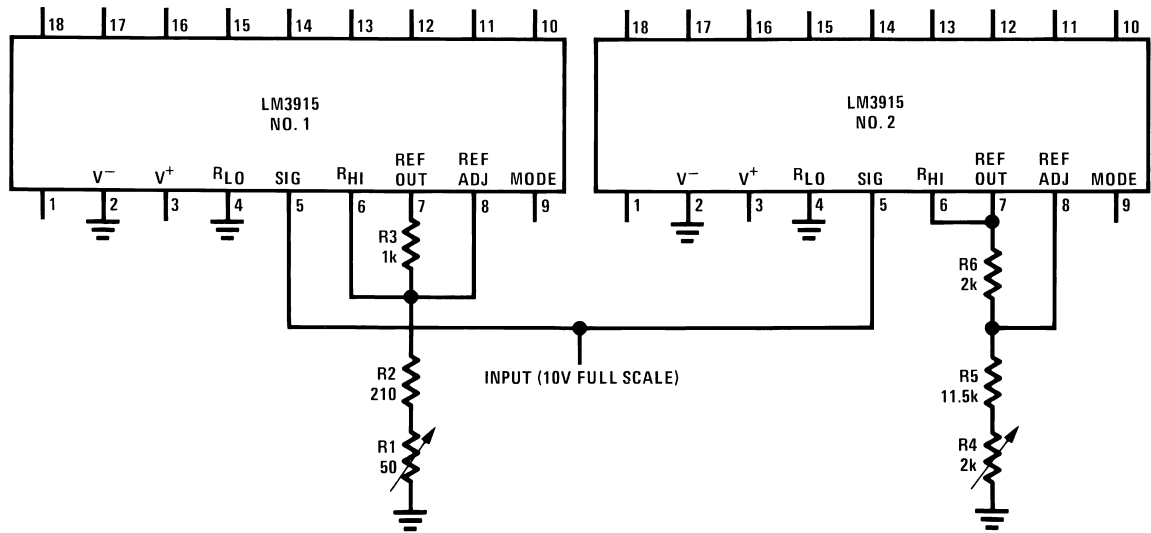 18 17 16 15 14 13 12 11 10
18 17 16 15 14 13 12 11 10
LM3915
NO. 1
LM3915
NO. 2
V− V+ RLO SIG RHI REF OUT REF ADJ MODE
V− V+ RLO SIG RHI REF OUT REF ADJ MODE
1 2 3 4 5 6 7 8 9
1 2 3 4 5 6 7 8 9
R3
1k
R6
2k
R2
210
INPUT (10V FULL SCALE)
R5
11.5k
R1
50
R4
2k